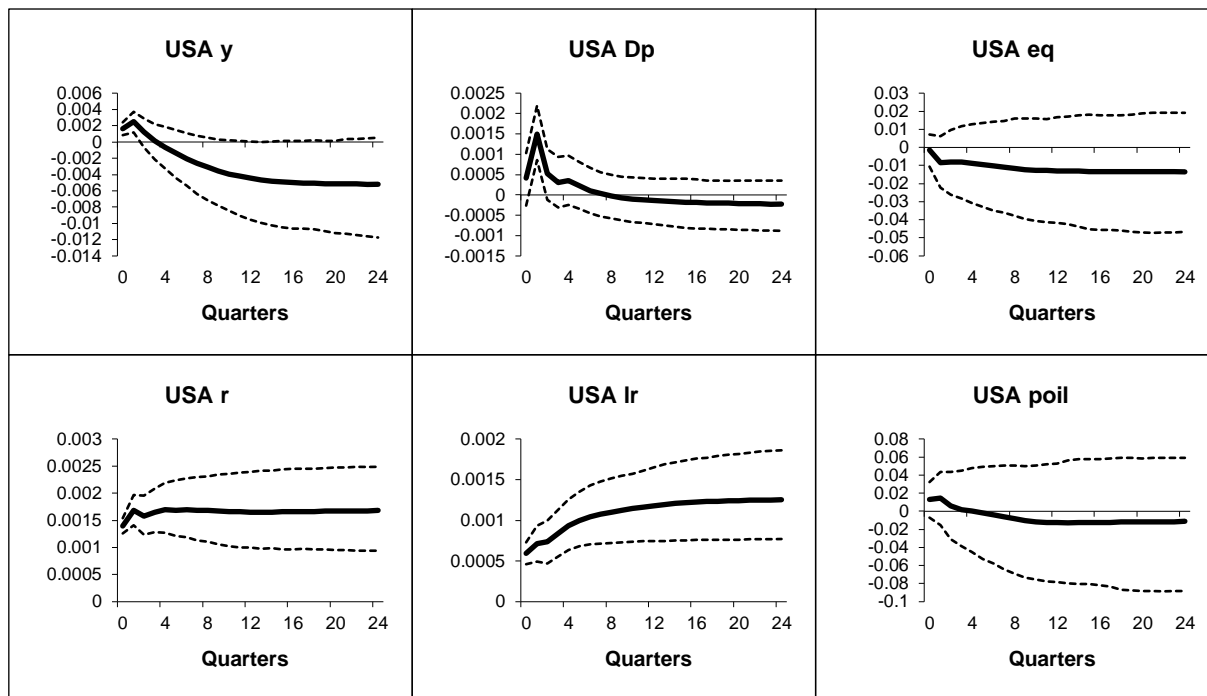 USA y
0.006
0.004
0.002
0
-0.002
-0.004
-0.006
-0.008
-0.01
-0.012
-0.014
0 4 8 12 16 20 24
Quarters
USA Dp
0.0025
0.002
0.0015
0.001
0.0005
0
-0.0005
-0.001
-0.0015
0 4 8 12 16 20 24
Quarters
USA eq
0.03
0.02
0.01
0
-0.01
-0.02
-0.03
-0.04
-0.05
-0.06
0 4 8 12 16 20 24
Quarters
USA r
0.003
0.0025
0.002
0.0015
0.001
0.0005
0
0 4 8 12 16 20 24
Quarters
USA lr
0.002
0.0015
0.001
0.0005
0
0 4 8 12 16 20 24
Quarters
USA poil
0.08
0.06
0.04
0.02
0
-0.02
-0.04
-0.06
-0.08
-0.1
0 4 8 12 16 20 24
Quarters